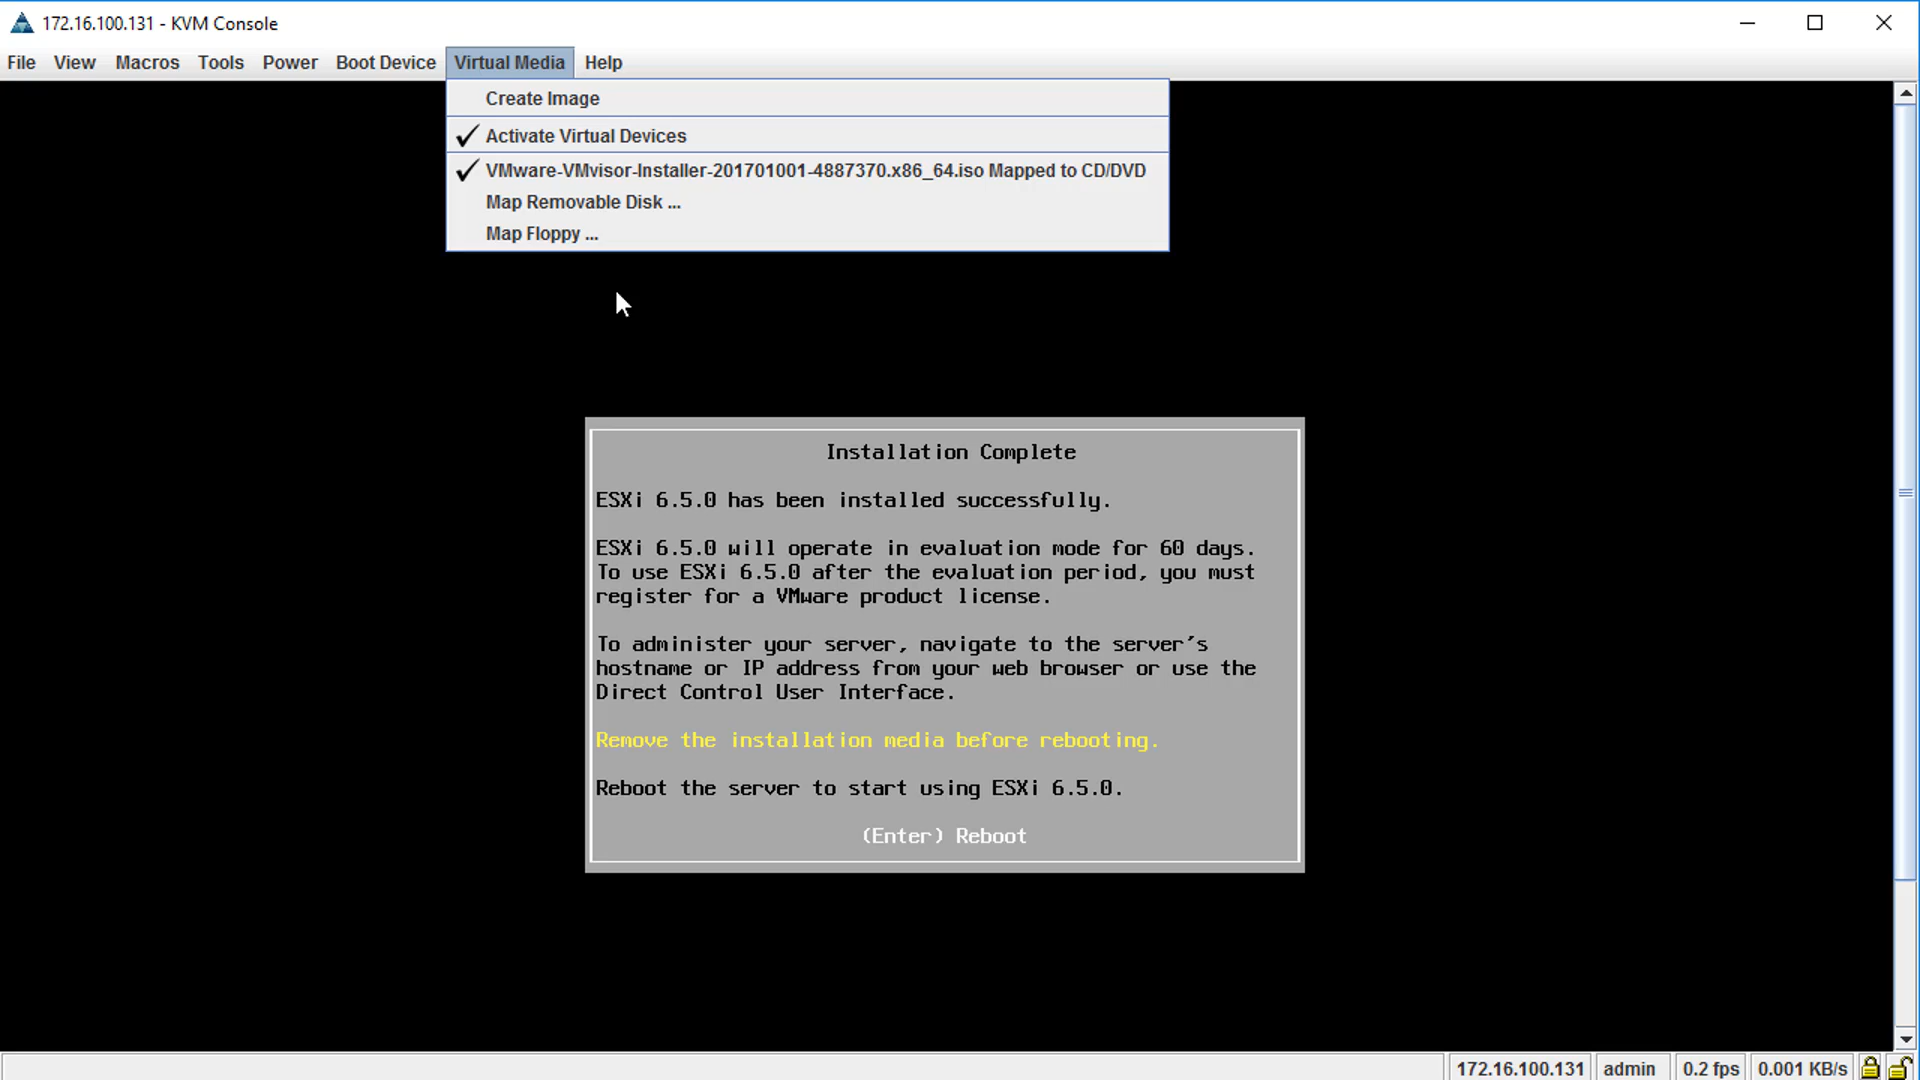 172.16.100.131 - KVM Console
File View Macros Tools Power Boot Device Virtual Media Help
Create Image
Activate Virtual Devices
VMware-VMvisor-Installer-201701001-4887370.x86_64.iso Mapped to CD/DVD
Map Removable Disk ...
Map Floppy ...
Installation Complete
ESXi 6.5.0 has been installed successfully.
ESXi 6.5.0 will operate in evaluation mode for 60 days.
To use ESXi 6.5.0 after the evaluation period, you must
register for a VMware product license.
To administer your server, navigate to the server's
hostname or IP address from your web browser or use the
Direct Control User Interface.
Remove the installation media before rebooting.
Reboot the server to start using ESXi 6.5.0.
(Enter) Reboot
172.16.100.131 admin 0.2 fps 0.001 KB/s